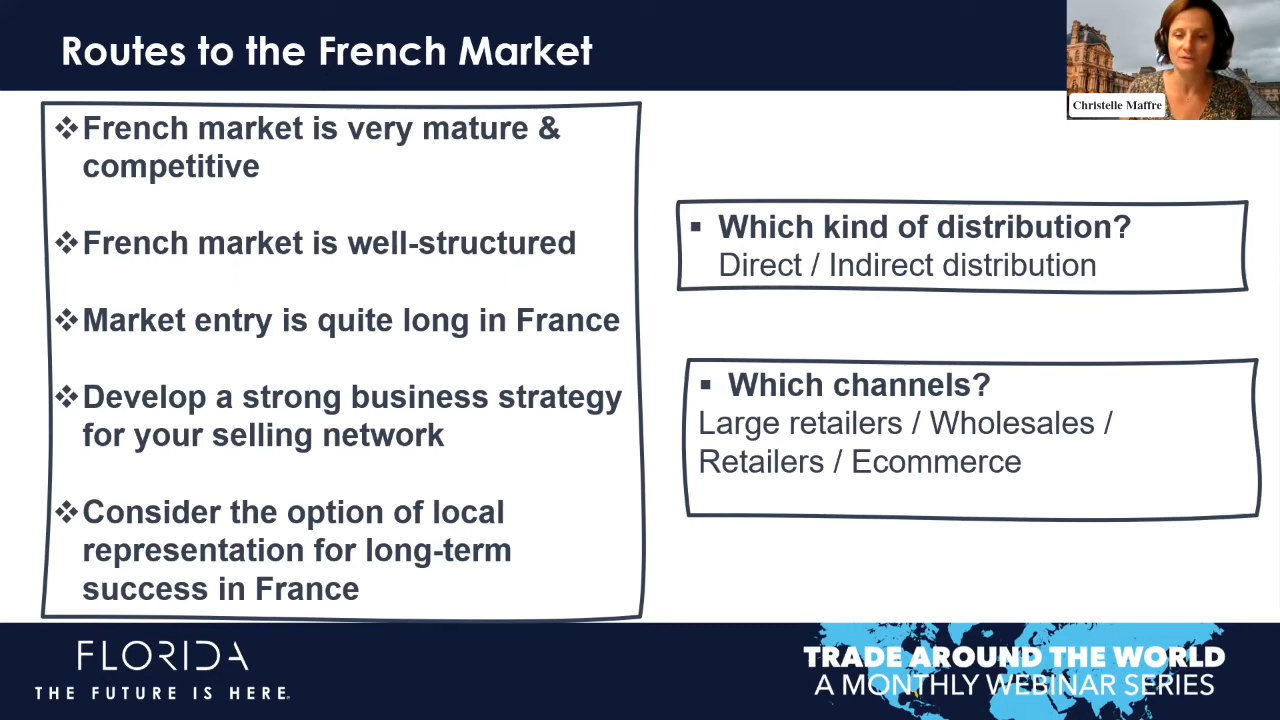 Routes to the French Market
Christelle Maffre
❖French market is very mature &
competitive
❖French market is well-structured
❖Market entry is quite long in France
❖Develop a strong business strategy
for your selling network
❖Consider the option of local
representation for long-term
success in France
▪ Which kind of distribution?
Direct / Indirect distribution
▪ Which channels?
Large retailers / Wholesales /
Retailers / Ecommerce
FLORIDA
THE FUTURE IS HERE.
TRADE AROUND THE WORLD
A MONTHLY WEBINAR SERIES